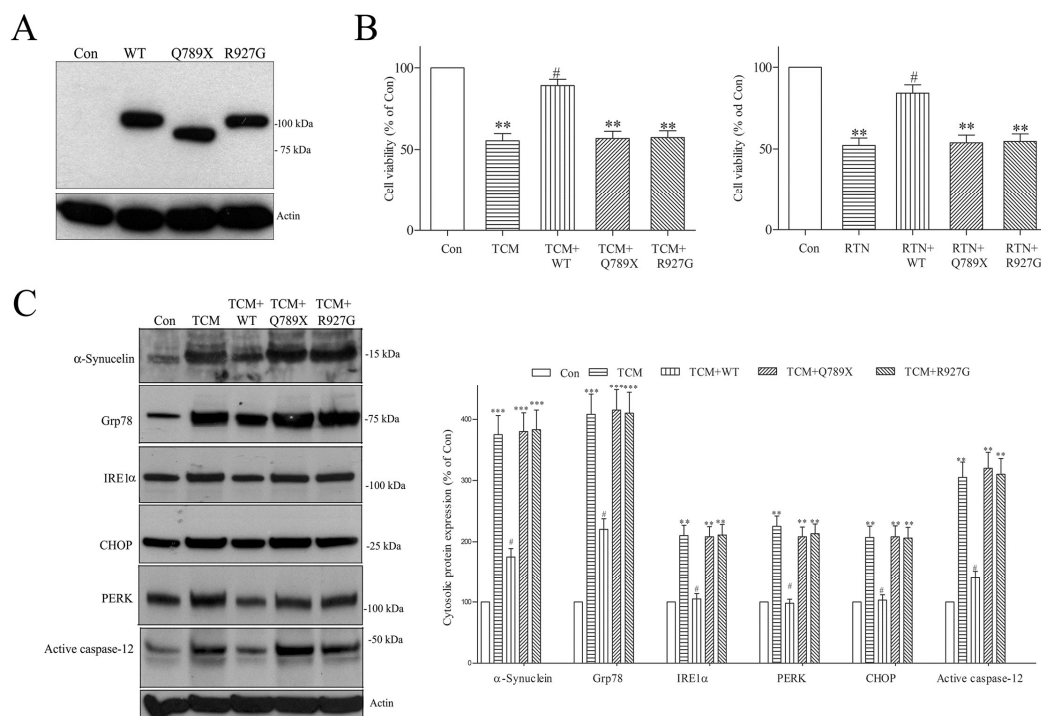 A
Con WT Q789X R927G
-100 kDa
- 75 kDa
Actin
B
Cell viability (% of Con)
100
50
0
**
#
**
**
Con TCM TCM+ TCM+ TCM+
WT Q789X R927G
Cell viability (% od Con)
100
50
0
**
#
**
**
Con RTN RTN+ RTN+ RTN+
WT Q789X R927G
C
TCM+ TCM+ TCM+
Con TCM WT Q789X R927G
α-Synucelin
-15 kDa
Grp78
-75 kDa
IRE1α
-100 kDa
CHOP
-25 kDa
PERK
-100 kDa
-50 kDa
Active caspase-12
Actin
Con TCM TCM+WT TCM+Q789X TCM+R927G
Cytosolic protein expression (% of Con)
400
300
200
100
0
*** # *** ***
*** # *** ***
** # ** **
** # ** **
** # ** **
** # ** **
α-Synuclein Grp78 IRE1α PERK CHOP Active caspase-12